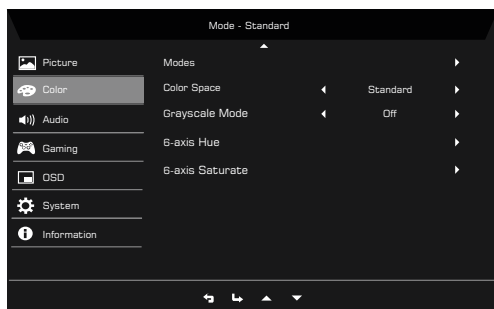 Mode - Standard
Picture
Color
Audio
Gaming
OSD
System
Information
Modes
Color Space Standard
Grayscale Mode Off
6-axis Hue
6-axis Saturate